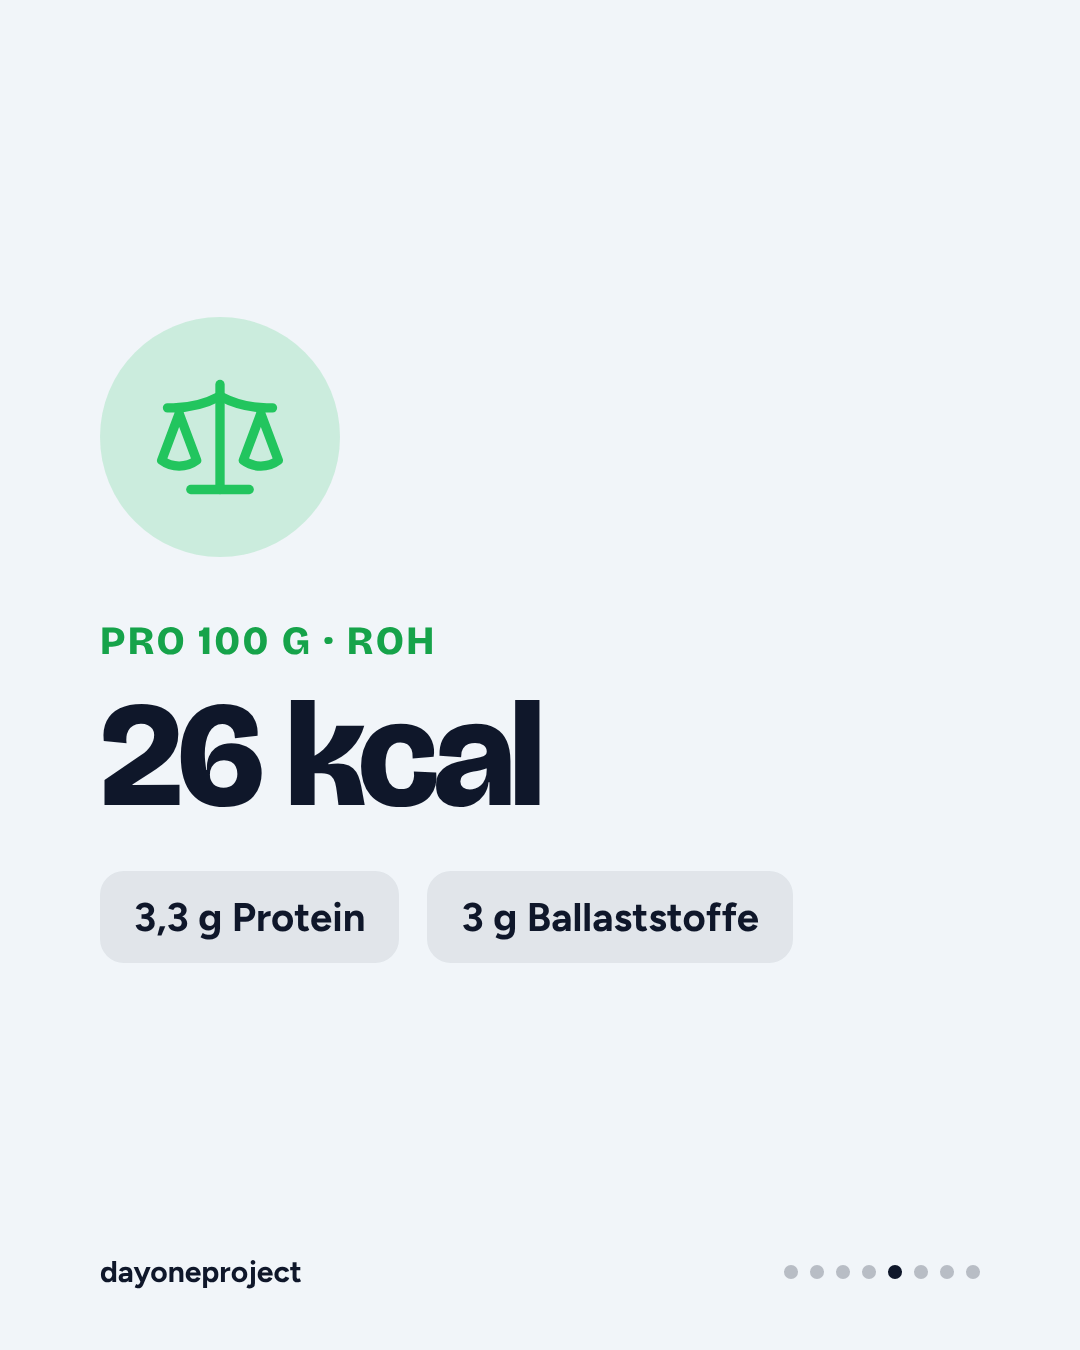 PRO 100 G · ROH
26 kcal
3,3 g Protein
3 g Ballaststoffe
dayoneproject